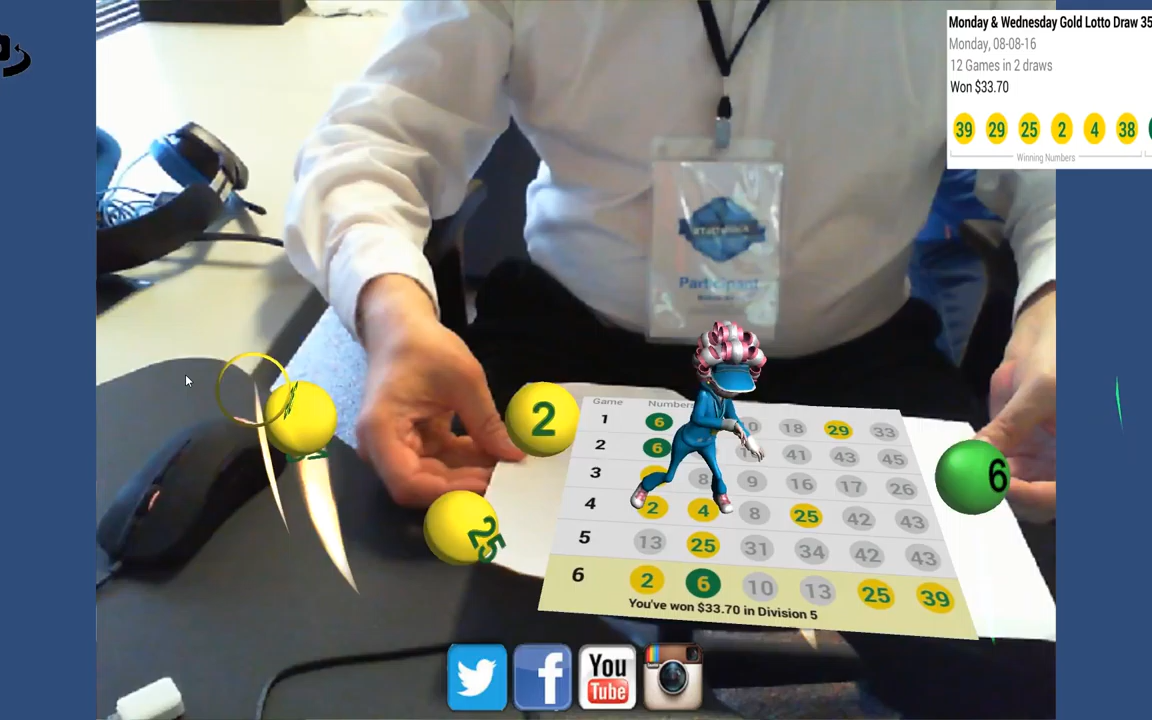 Monday & Wednesday Gold Lotto Draw 35
Monday, 08-08-16
12 Games in 2 draws
Won $33.70
39 29 25 2 4 38
Winning Numbers
Participant
2
25
6
Game Numbers
1 6 10 18 29 33
2 6 41 43 45
3 8 9 16 17 26
4 2 4 8 25 42 43
5 13 25 31 34 42 43
6 2 6 10 13 25 39
You've won $33.70 in Division 5
f
You
Tube